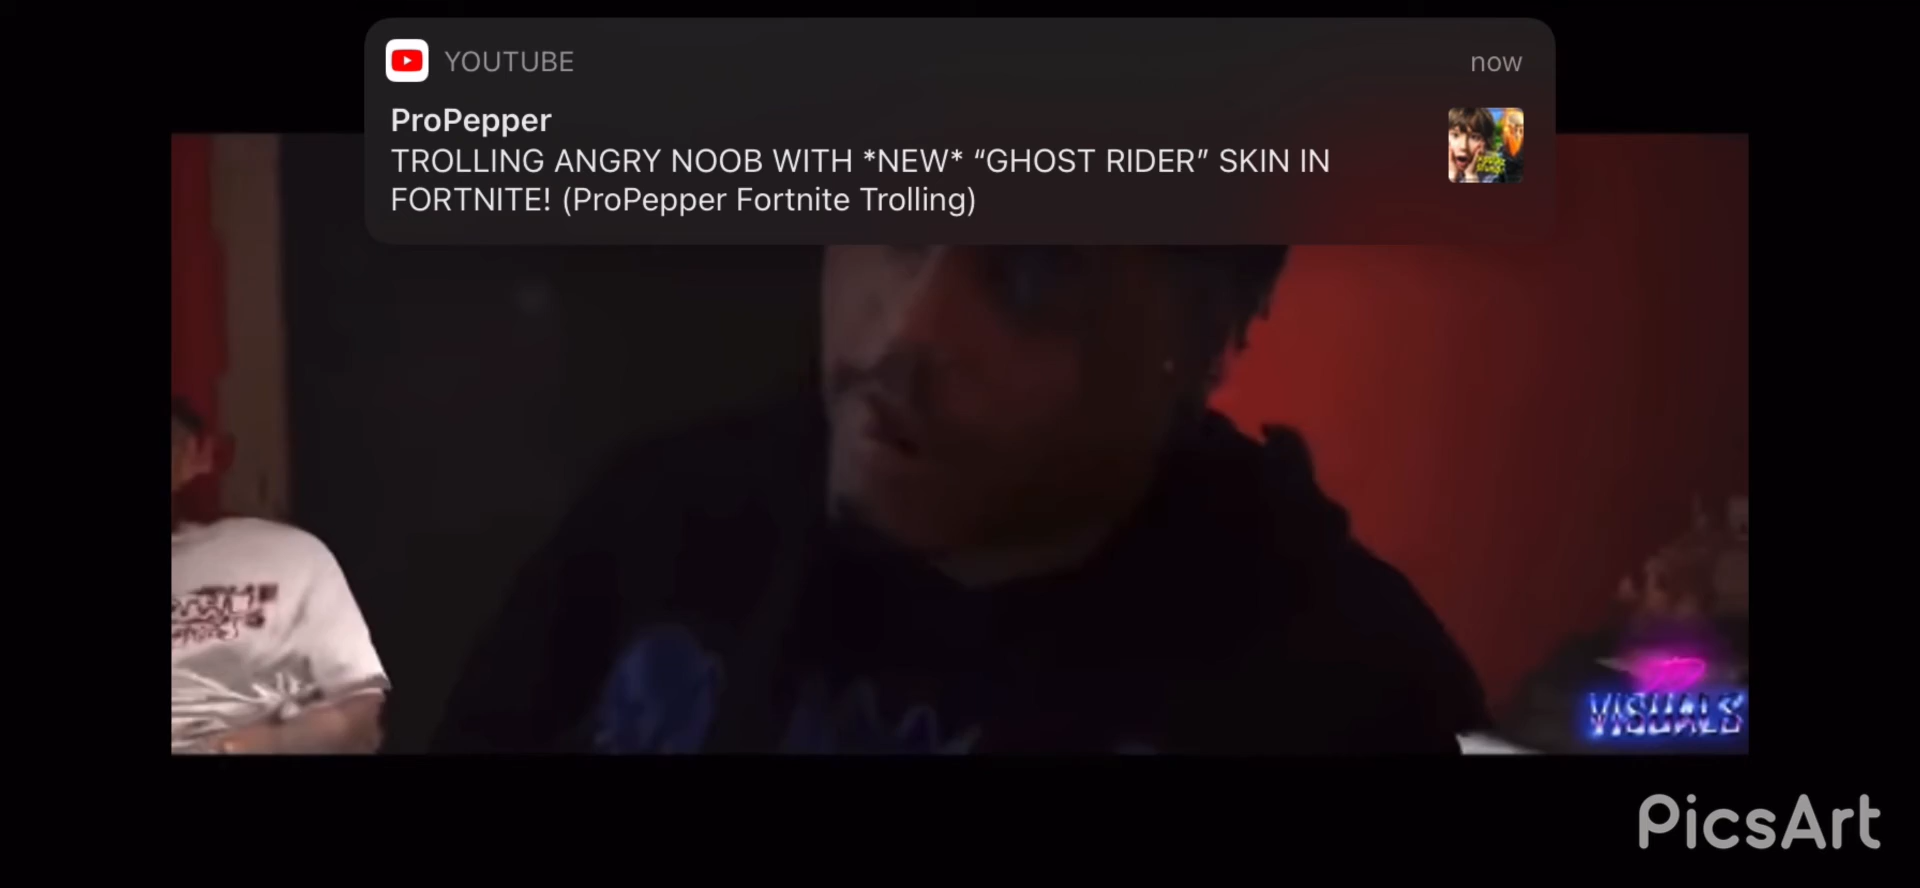 YOUTUBE
now
ProPepper
TROLLING ANGRY NOOB WITH *NEW* “GHOST RIDER” SKIN IN
FORTNITE! (ProPepper Fortnite Trolling)
VISUALS
PicsArt